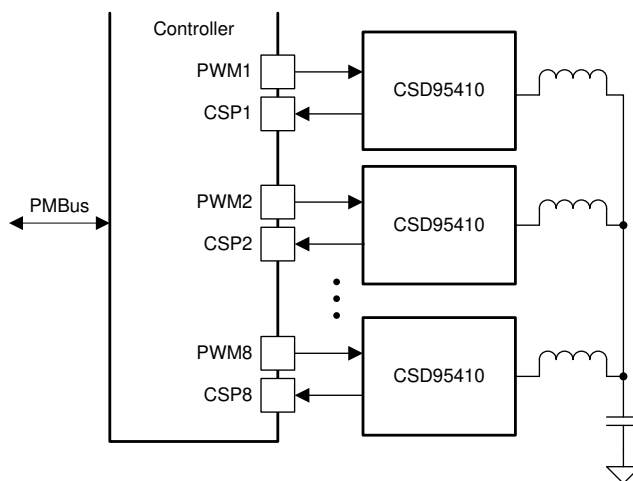 Controller
PWM1
CSD95410
CSP1
PWM2
CSD95410
PMBus
CSP2
PWM8
CSD95410
CSP8